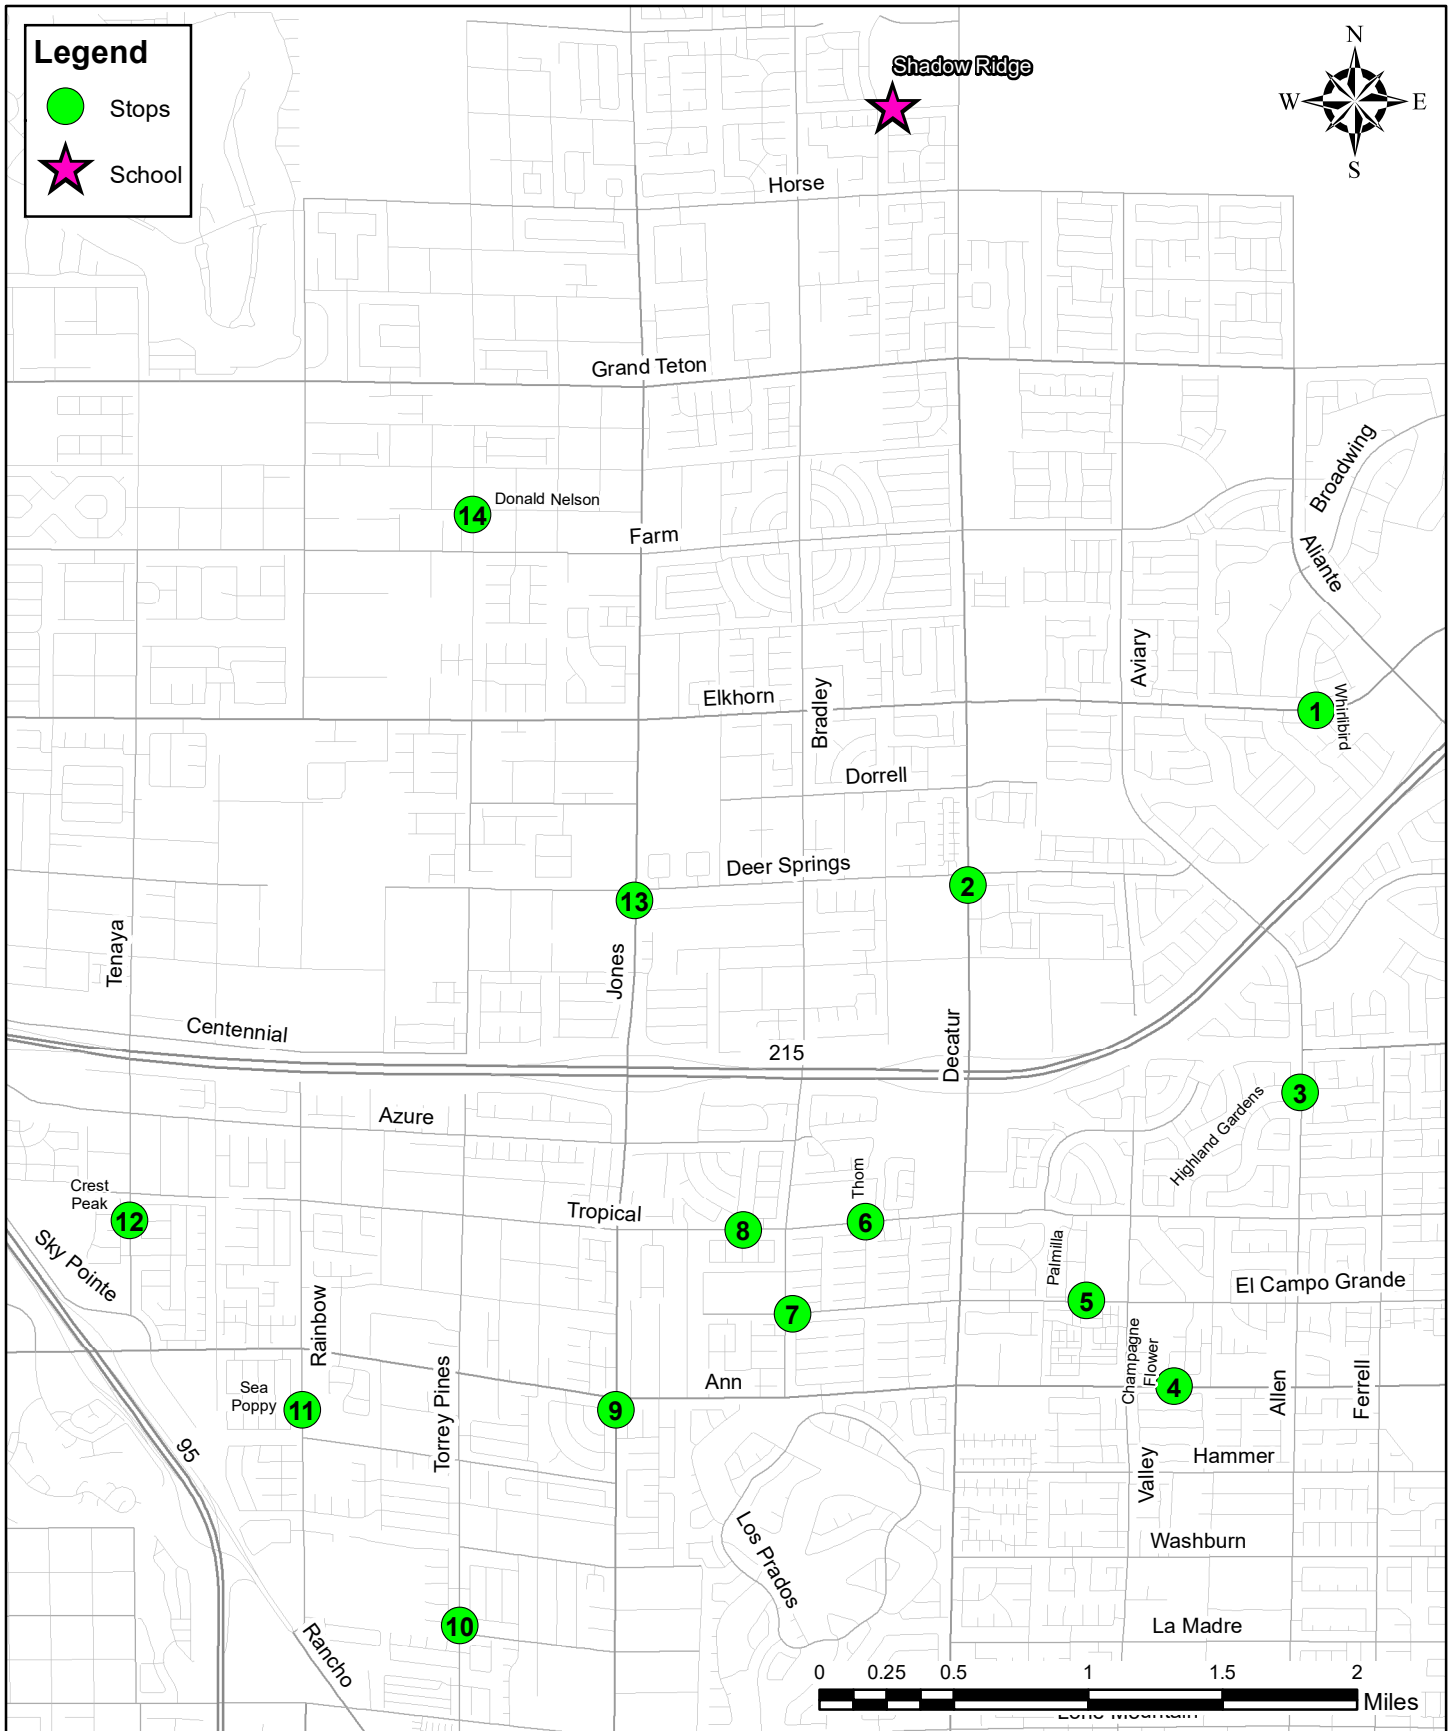 Legend
Stops
School
Shadow Ridge
N
W
E
S
Horse
Grand Teton
Broadwing
Donald Nelson
14
Farm
Aliante
Aviary
Elkhorn
Bradley
1
Whirlibird
Dorrell
Deer Springs
2
13
Tenaya
Jones
Centennial
Decatur
215
3
Highland Gardens
Azure
Thom
Crest
Peak
12
Tropical
8
6
Sky Pointe
Palmilla
5
El Campo Grande
7
Rainbow
Champagne
Flower
Torrey Pines
Ann
4
Allen
Ferrell
Sea
Poppy
11
9
95
Valley
Hammer
Los Prados
Washburn
10
Rancho
La Madre
0 0.25 0.5 1 1.5 2
Miles
Lone Mountain